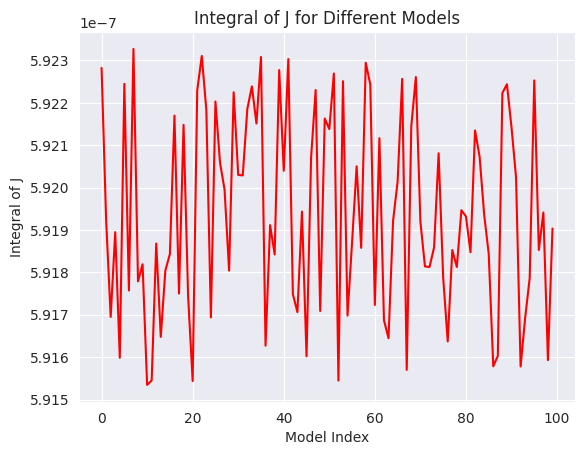 Integral of J for Different Models
1e−7
5.923
5.922
5.921
5.920
5.919
5.918
5.917
5.916
5.915
Integral of J
0 20 40 60 80 100
Model Index